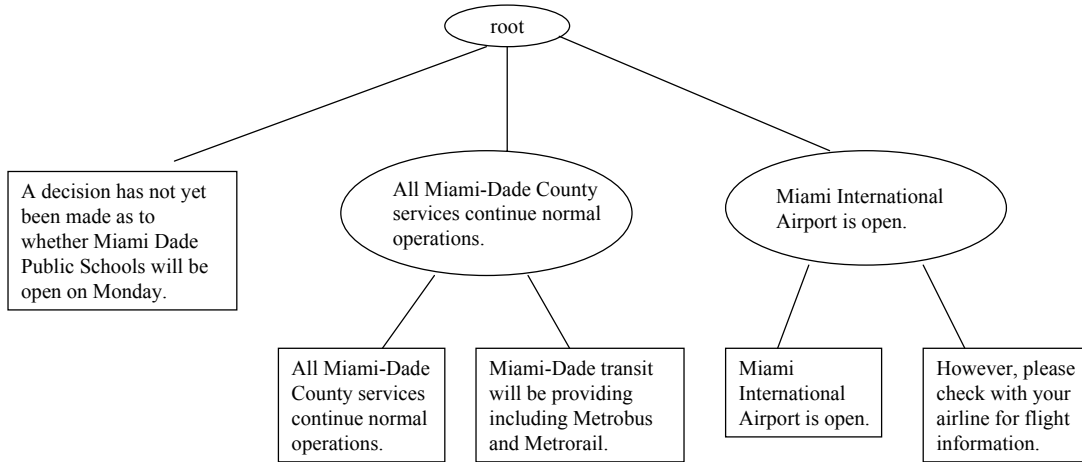 root
A decision has not yet
been made as to
whether Miami Dade
Public Schools will be
open on Monday.
All Miami-Dade County
services continue normal
operations.
Miami International
Airport is open.
All Miami-Dade
County services
continue normal
operations.
Miami-Dade transit
will be providing
including Metrobus
and Metrorail.
Miami
International
Airport is open.
However, please
check with your
airline for flight
information.